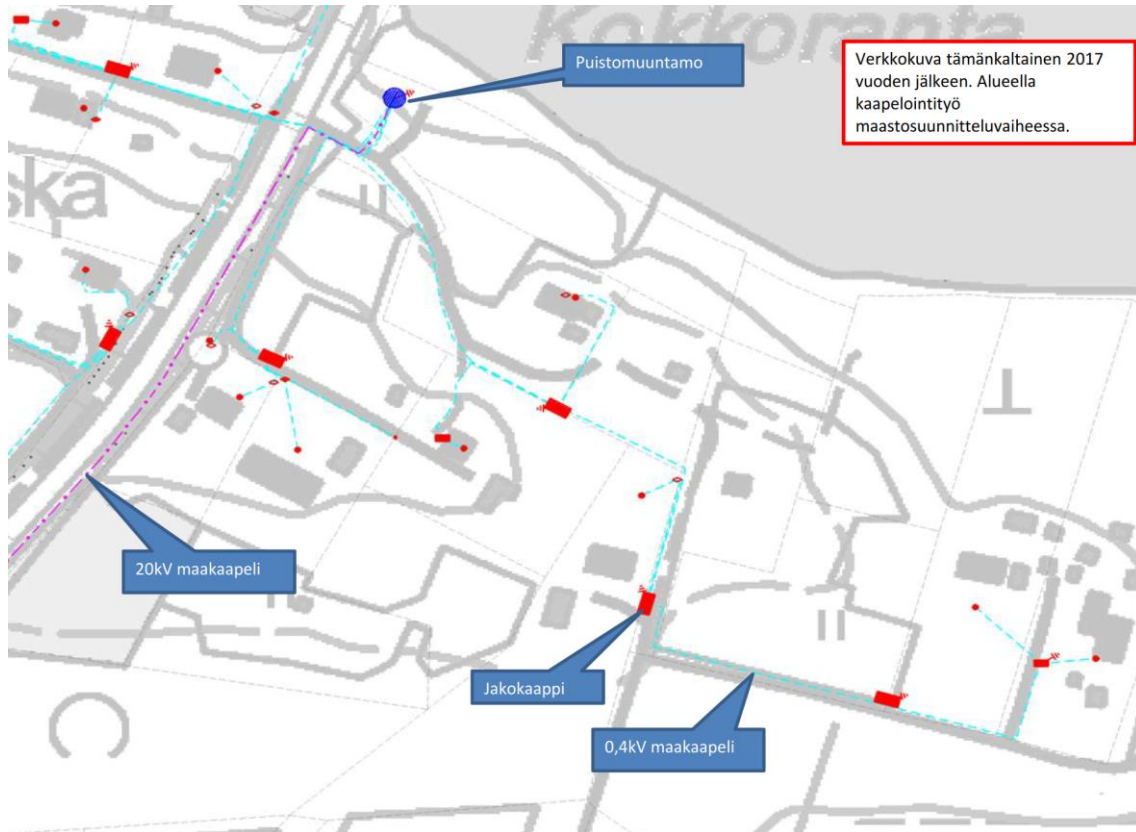 Kokkoranta
Puistomuuntamo
Verkkokuva tämänkaltainen 2017
vuoden jälkeen. Alueella
kaapelointityö
maastosuunnitteluvaiheessa.
ska
20kV maakaapeli
Jakokaappi
0,4kV maakaapeli